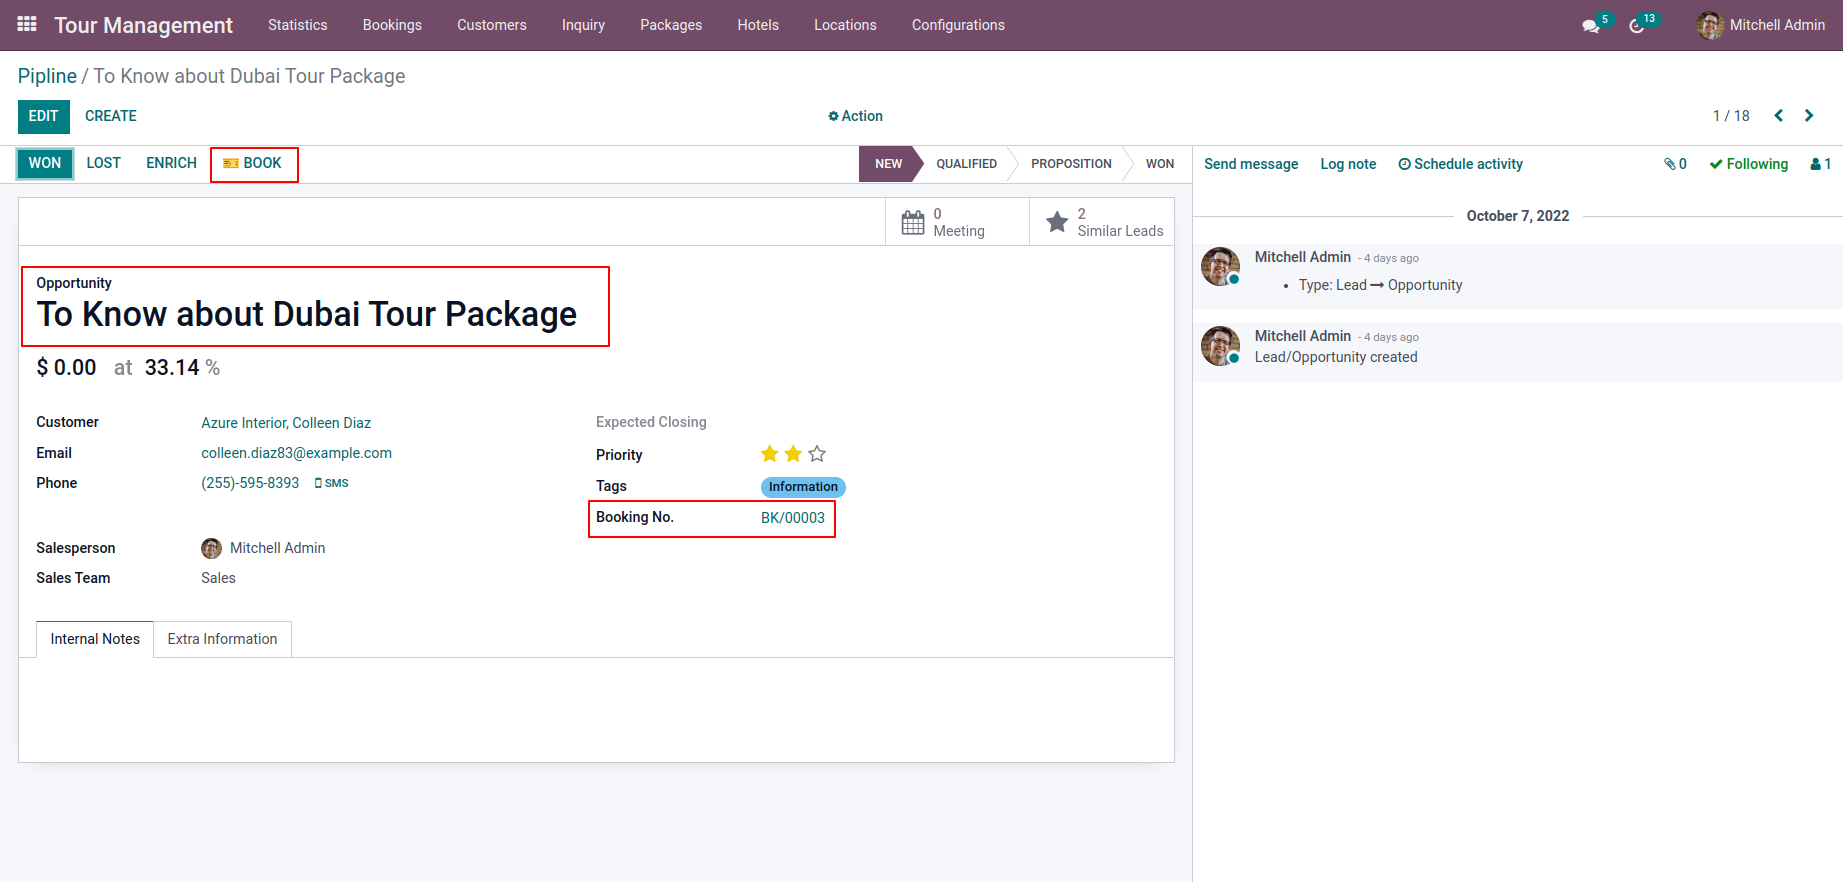 Tour Management Statistics Bookings Customers Inquiry Packages Hotels Locations Configurations 5 13 Mitchell Admin
Pipline / To Know about Dubai Tour Package
EDIT CREATE Action 1 / 18
WON LOST ENRICH BOOK NEW QUALIFIED PROPOSITION WON
Send message Log note Schedule activity 0 Following 1
0
Meeting
2
Similar Leads
Opportunity
To Know about Dubai Tour Package
$ 0.00 at 33.14 %
Customer Azure Interior, Colleen Diaz
Email colleen.diaz83@example.com
Phone (255)-595-8393 SMS
Expected Closing
Priority
Tags Information
Booking No. BK/00003
Salesperson Mitchell Admin
Sales Team Sales
Internal Notes Extra Information
October 7, 2022
Mitchell Admin - 4 days ago
• Type: Lead → Opportunity
Mitchell Admin - 4 days ago
Lead/Opportunity created